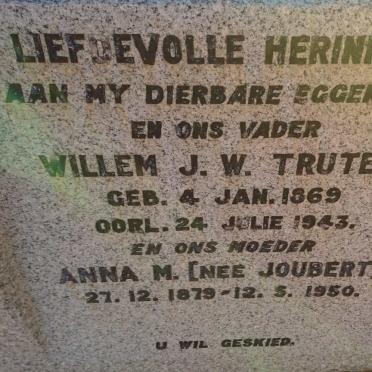 LIEFDEVOLLE HERINN
AAN MY DIERBARE EGGEN
EN ONS VADER
WILLEM J. W. TRUTE
GEB. 4 JAN. 1869
OORL. 24 JULIE 1943.
EN ONS MOEDER
ANNA M. [NEE JOUBERT]
27. 12. 1879 - 12. 5. 1950.
U WIL GESKIED.